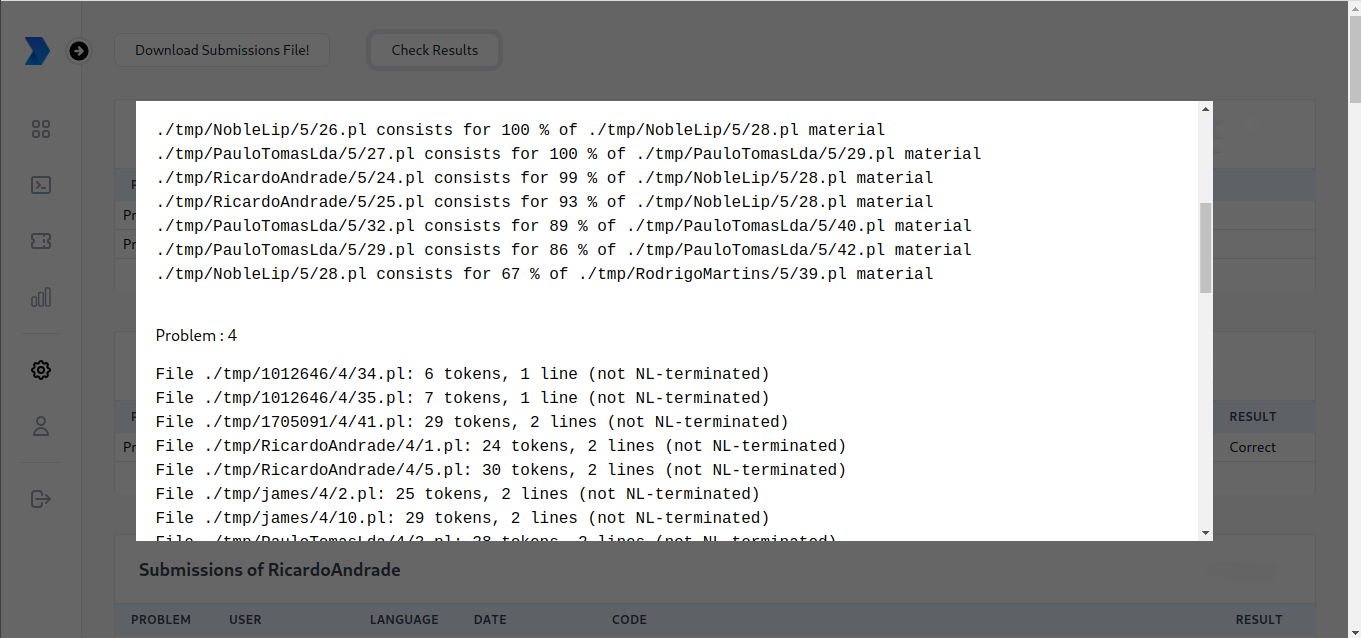 Download Submissions File!
Check Results
./tmp/NobleLip/5/26.pl consists for 100 % of ./tmp/NobleLip/5/28.pl material
./tmp/PauloTomasLda/5/27.pl consists for 100 % of ./tmp/PauloTomasLda/5/29.pl material
./tmp/RicardoAndrade/5/24.pl consists for 99 % of ./tmp/NobleLip/5/28.pl material
./tmp/RicardoAndrade/5/25.pl consists for 93 % of ./tmp/NobleLip/5/28.pl material
./tmp/PauloTomasLda/5/32.pl consists for 89 % of ./tmp/PauloTomasLda/5/40.pl material
./tmp/PauloTomasLda/5/29.pl consists for 86 % of ./tmp/PauloTomasLda/5/42.pl material
./tmp/NobleLip/5/28.pl consists for 67 % of ./tmp/RodrigoMartins/5/39.pl material
Problem : 4
File ./tmp/1012646/4/34.pl: 6 tokens, 1 line (not NL-terminated)
File ./tmp/1012646/4/35.pl: 7 tokens, 1 line (not NL-terminated)
File ./tmp/1705091/4/41.pl: 29 tokens, 2 lines (not NL-terminated)
RESULT
File ./tmp/RicardoAndrade/4/1.pl: 24 tokens, 2 lines (not NL-terminated)
Correct
File ./tmp/RicardoAndrade/4/5.pl: 30 tokens, 2 lines (not NL-terminated)
File ./tmp/james/4/2.pl: 25 tokens, 2 lines (not NL-terminated)
File ./tmp/james/4/10.pl: 29 tokens, 2 lines (not NL-terminated)
Submissions of RicardoAndrade
PROBLEM USER LANGUAGE DATE CODE RESULT